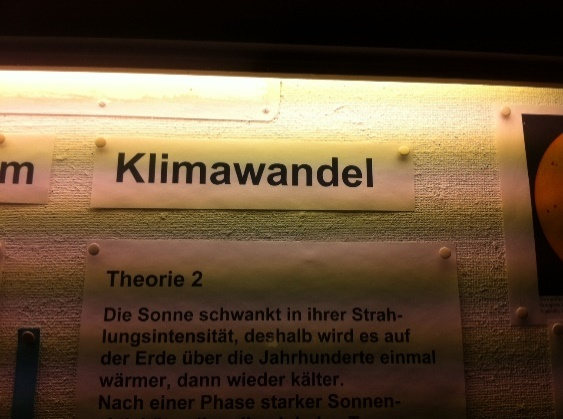 m
Klimawandel
Theorie 2
Die Sonne schwankt in ihrer Strah-
lungsintensität, deshalb wird es auf
der Erde über die Jahrhunderte einmal
wärmer, dann wieder kälter.
Nach einer Phase starker Sonnen-